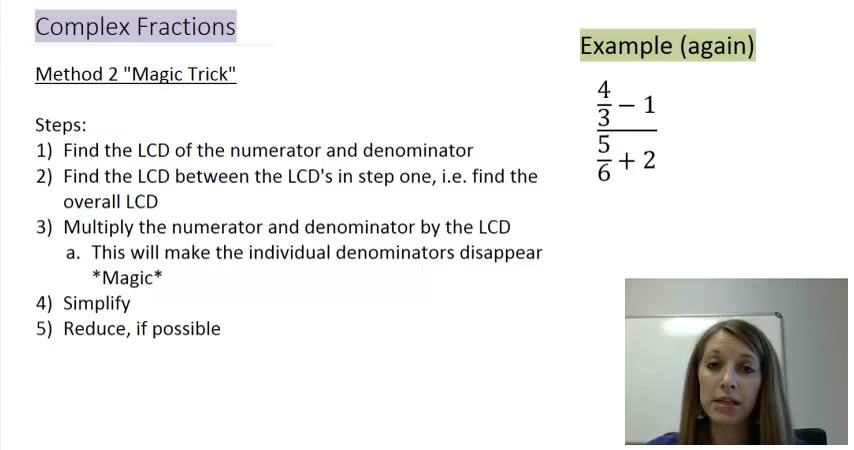 Complex Fractions
Method 2 "Magic Trick"
Steps:
1) Find the LCD of the numerator and denominator
2) Find the LCD between the LCD's in step one, i.e. find the
overall LCD
3) Multiply the numerator and denominator by the LCD
a. This will make the individual denominators disappear
*Magic*
4) Simplify
5) Reduce, if possible
Example (again)
4
3
− 1
5
6
+ 2